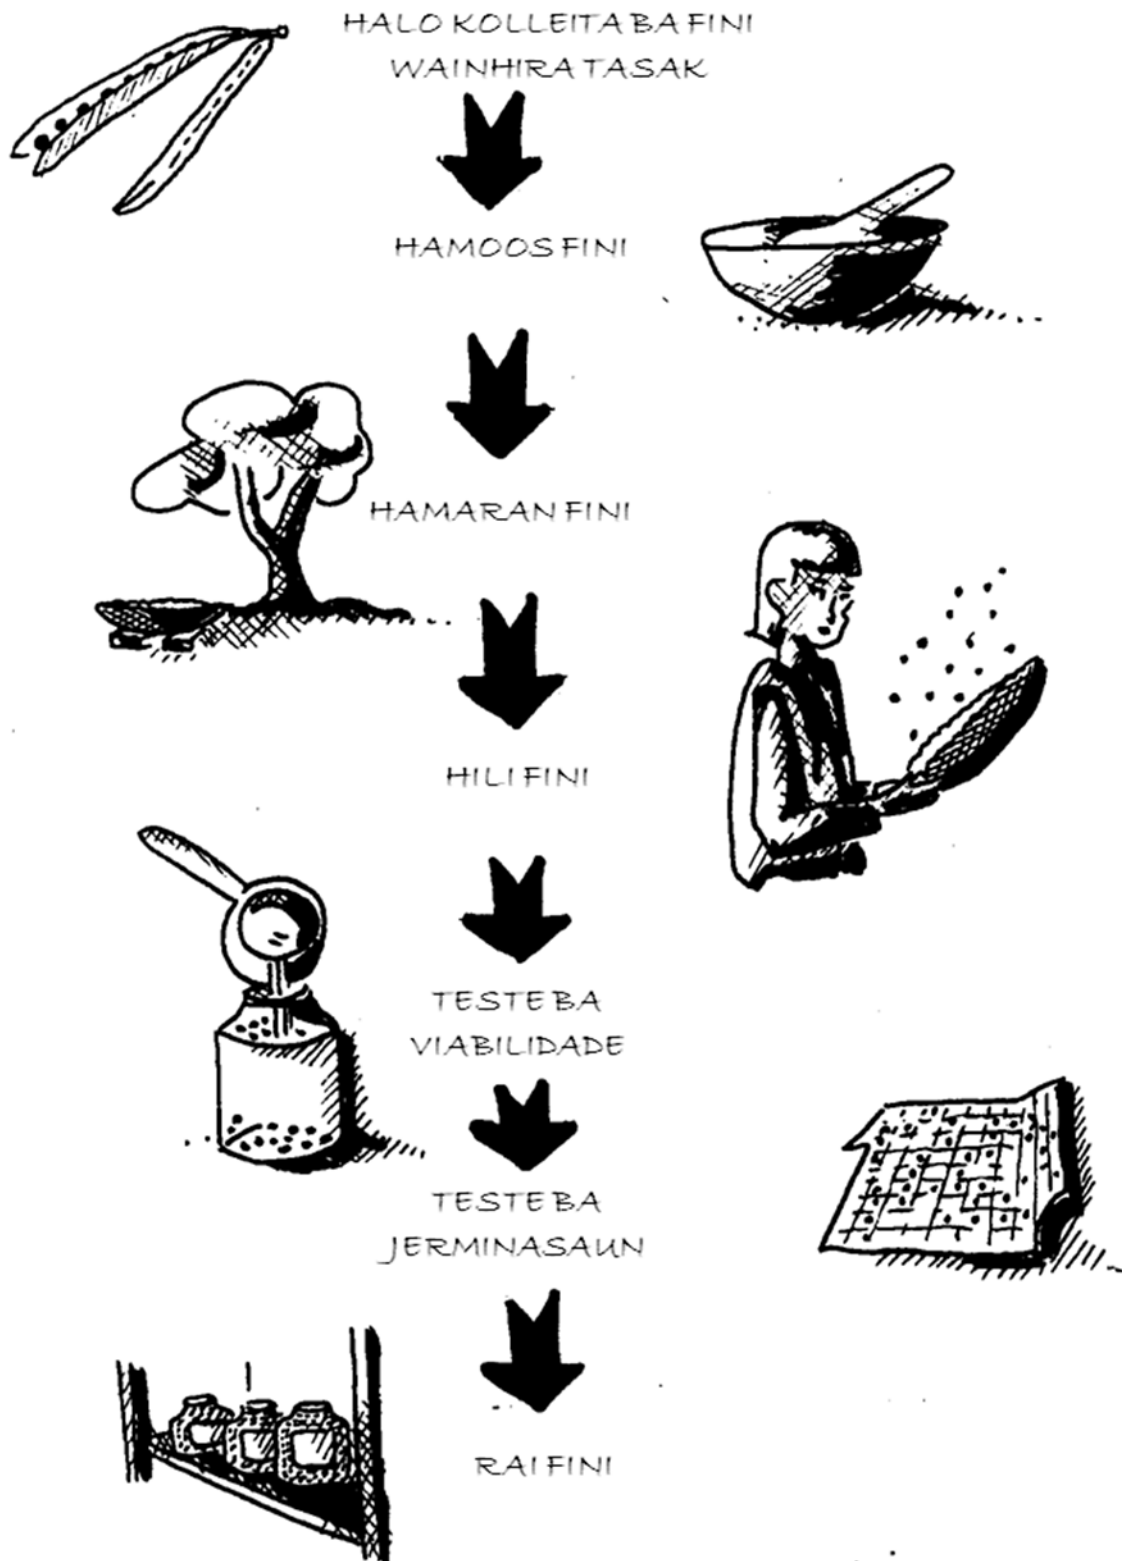 HALO KOLLEITA BA FINI
WAINHIRA TASAK
HAMOOS FINI
HAMARAN FINI
HILI FINI
TESTE BA
VIABILIDADE
TESTE BA
JERMINASAUN
RAI FINI